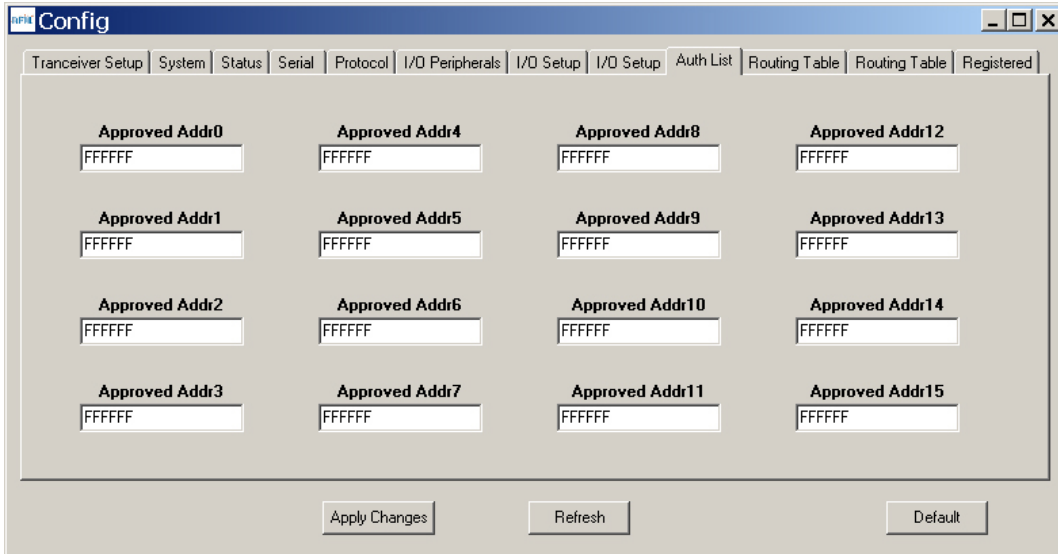 RFM Config
Tranceiver Setup System Status Serial Protocol I/O Peripherals I/O Setup I/O Setup Auth List Routing Table Routing Table Registered
Approved Addr0 Approved Addr4 Approved Addr8 Approved Addr12
FFFFFF FFFFFF FFFFFF FFFFFF
Approved Addr1 Approved Addr5 Approved Addr9 Approved Addr13
FFFFFF FFFFFF FFFFFF FFFFFF
Approved Addr2 Approved Addr6 Approved Addr10 Approved Addr14
FFFFFF FFFFFF FFFFFF FFFFFF
Approved Addr3 Approved Addr7 Approved Addr11 Approved Addr15
FFFFFF FFFFFF FFFFFF FFFFFF
Apply Changes Refresh Default